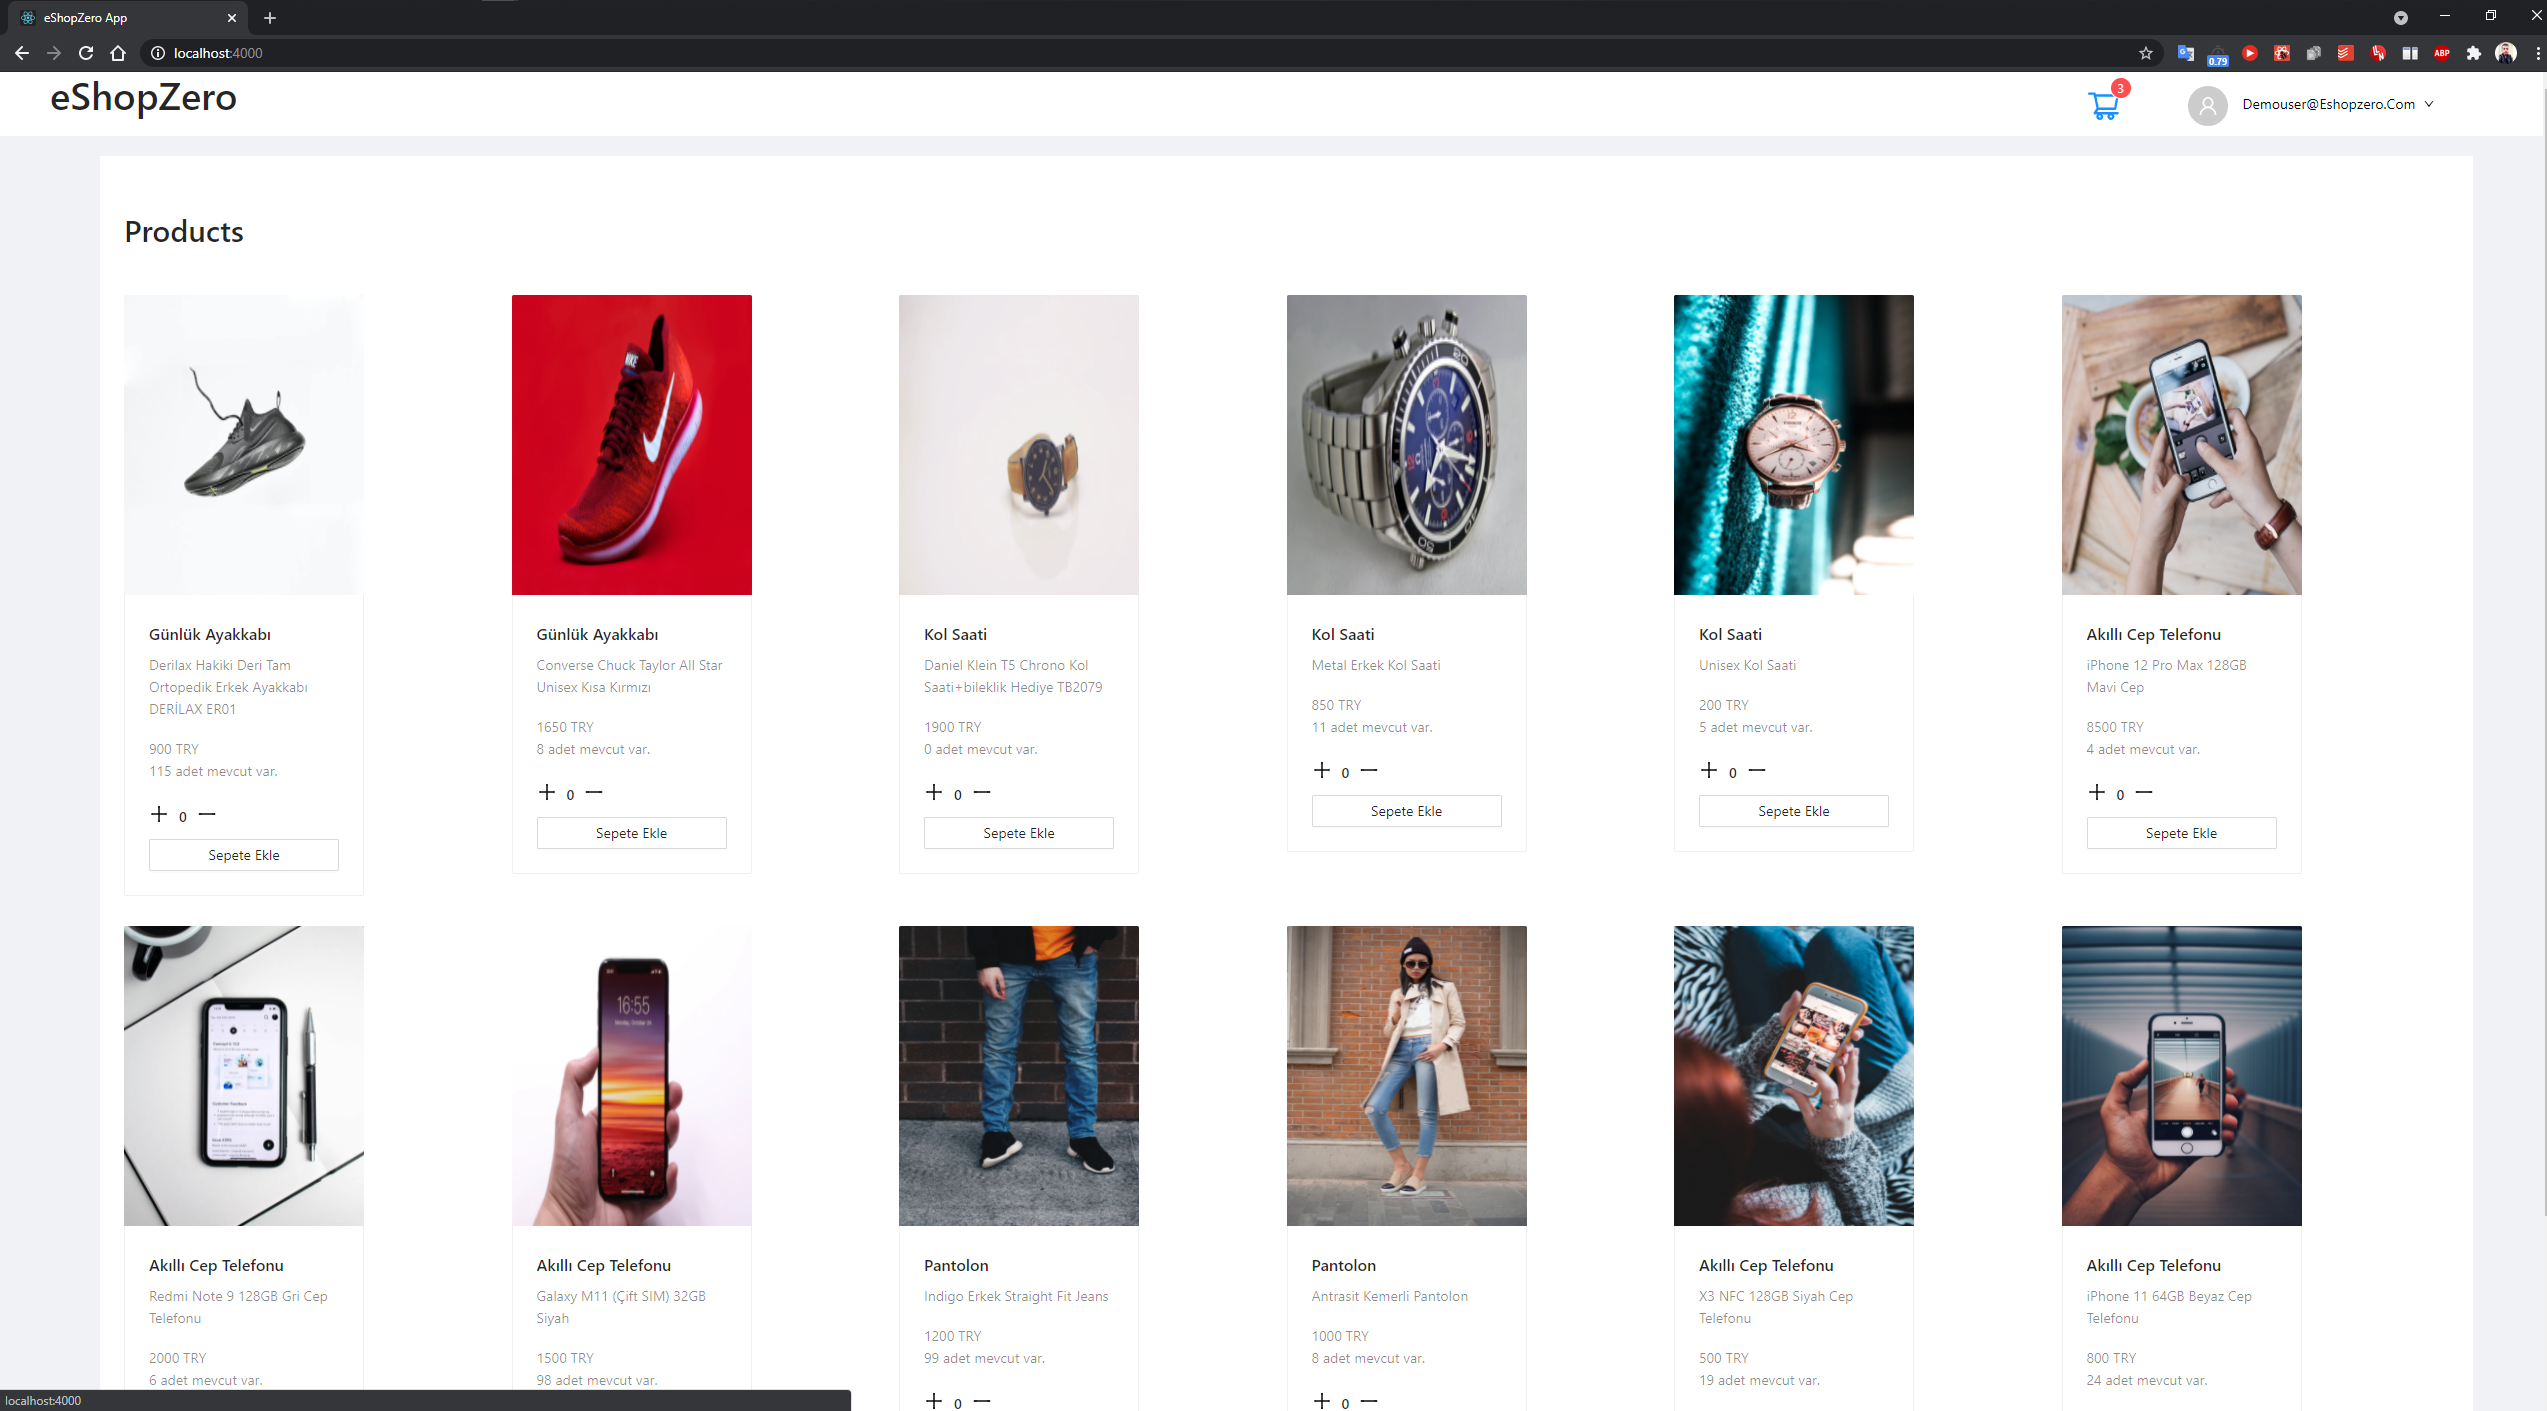 eShopZero App
localhost:4000
0.79
ABP
eShopZero
3
Demouser@Eshopzero.Com
Products
NIKE
Günlük Ayakkabı
Derilax Hakiki Deri Tam
Ortopedik Erkek Ayakkabı
DERİLAX ER01
900 TRY
115 adet mevcut var.
0
Sepete Ekle
Günlük Ayakkabı
Converse Chuck Taylor All Star
Unisex Kısa Kırmızı
1650 TRY
8 adet mevcut var.
0
Sepete Ekle
Kol Saati
Daniel Klein T5 Chrono Kol
Saati+bileklik Hediye TB2079
1900 TRY
0 adet mevcut var.
0
Sepete Ekle
Kol Saati
Metal Erkek Kol Saati
850 TRY
11 adet mevcut var.
0
Sepete Ekle
Kol Saati
Unisex Kol Saati
200 TRY
5 adet mevcut var.
0
Sepete Ekle
Akıllı Cep Telefonu
iPhone 12 Pro Max 128GB
Mavi Cep
8500 TRY
4 adet mevcut var.
0
Sepete Ekle
16:55
Akıllı Cep Telefonu
Redmi Note 9 128GB Gri Cep
Telefonu
2000 TRY
6 adet mevcut var.
Akıllı Cep Telefonu
Galaxy M11 (Çift SIM) 32GB
Siyah
1500 TRY
98 adet mevcut var.
Pantolon
Indigo Erkek Straight Fit Jeans
1200 TRY
99 adet mevcut var.
0
Pantolon
Antrasit Kemerli Pantolon
1000 TRY
8 adet mevcut var.
0
Akıllı Cep Telefonu
X3 NFC 128GB Siyah Cep
Telefonu
500 TRY
19 adet mevcut var.
Akıllı Cep Telefonu
iPhone 11 64GB Beyaz Cep
Telefonu
800 TRY
24 adet mevcut var.
localhost:4000